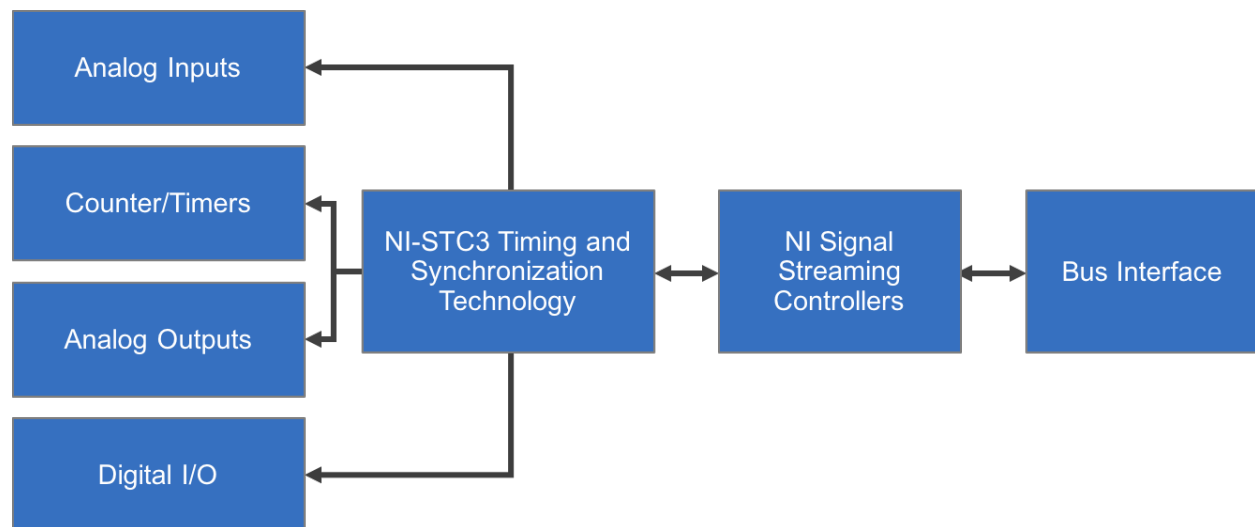 Analog Inputs
Counter/Timers
Analog Outputs
Digital I/O
NI-STC3 Timing and
Synchronization
Technology
NI Signal
Streaming
Controllers
Bus Interface